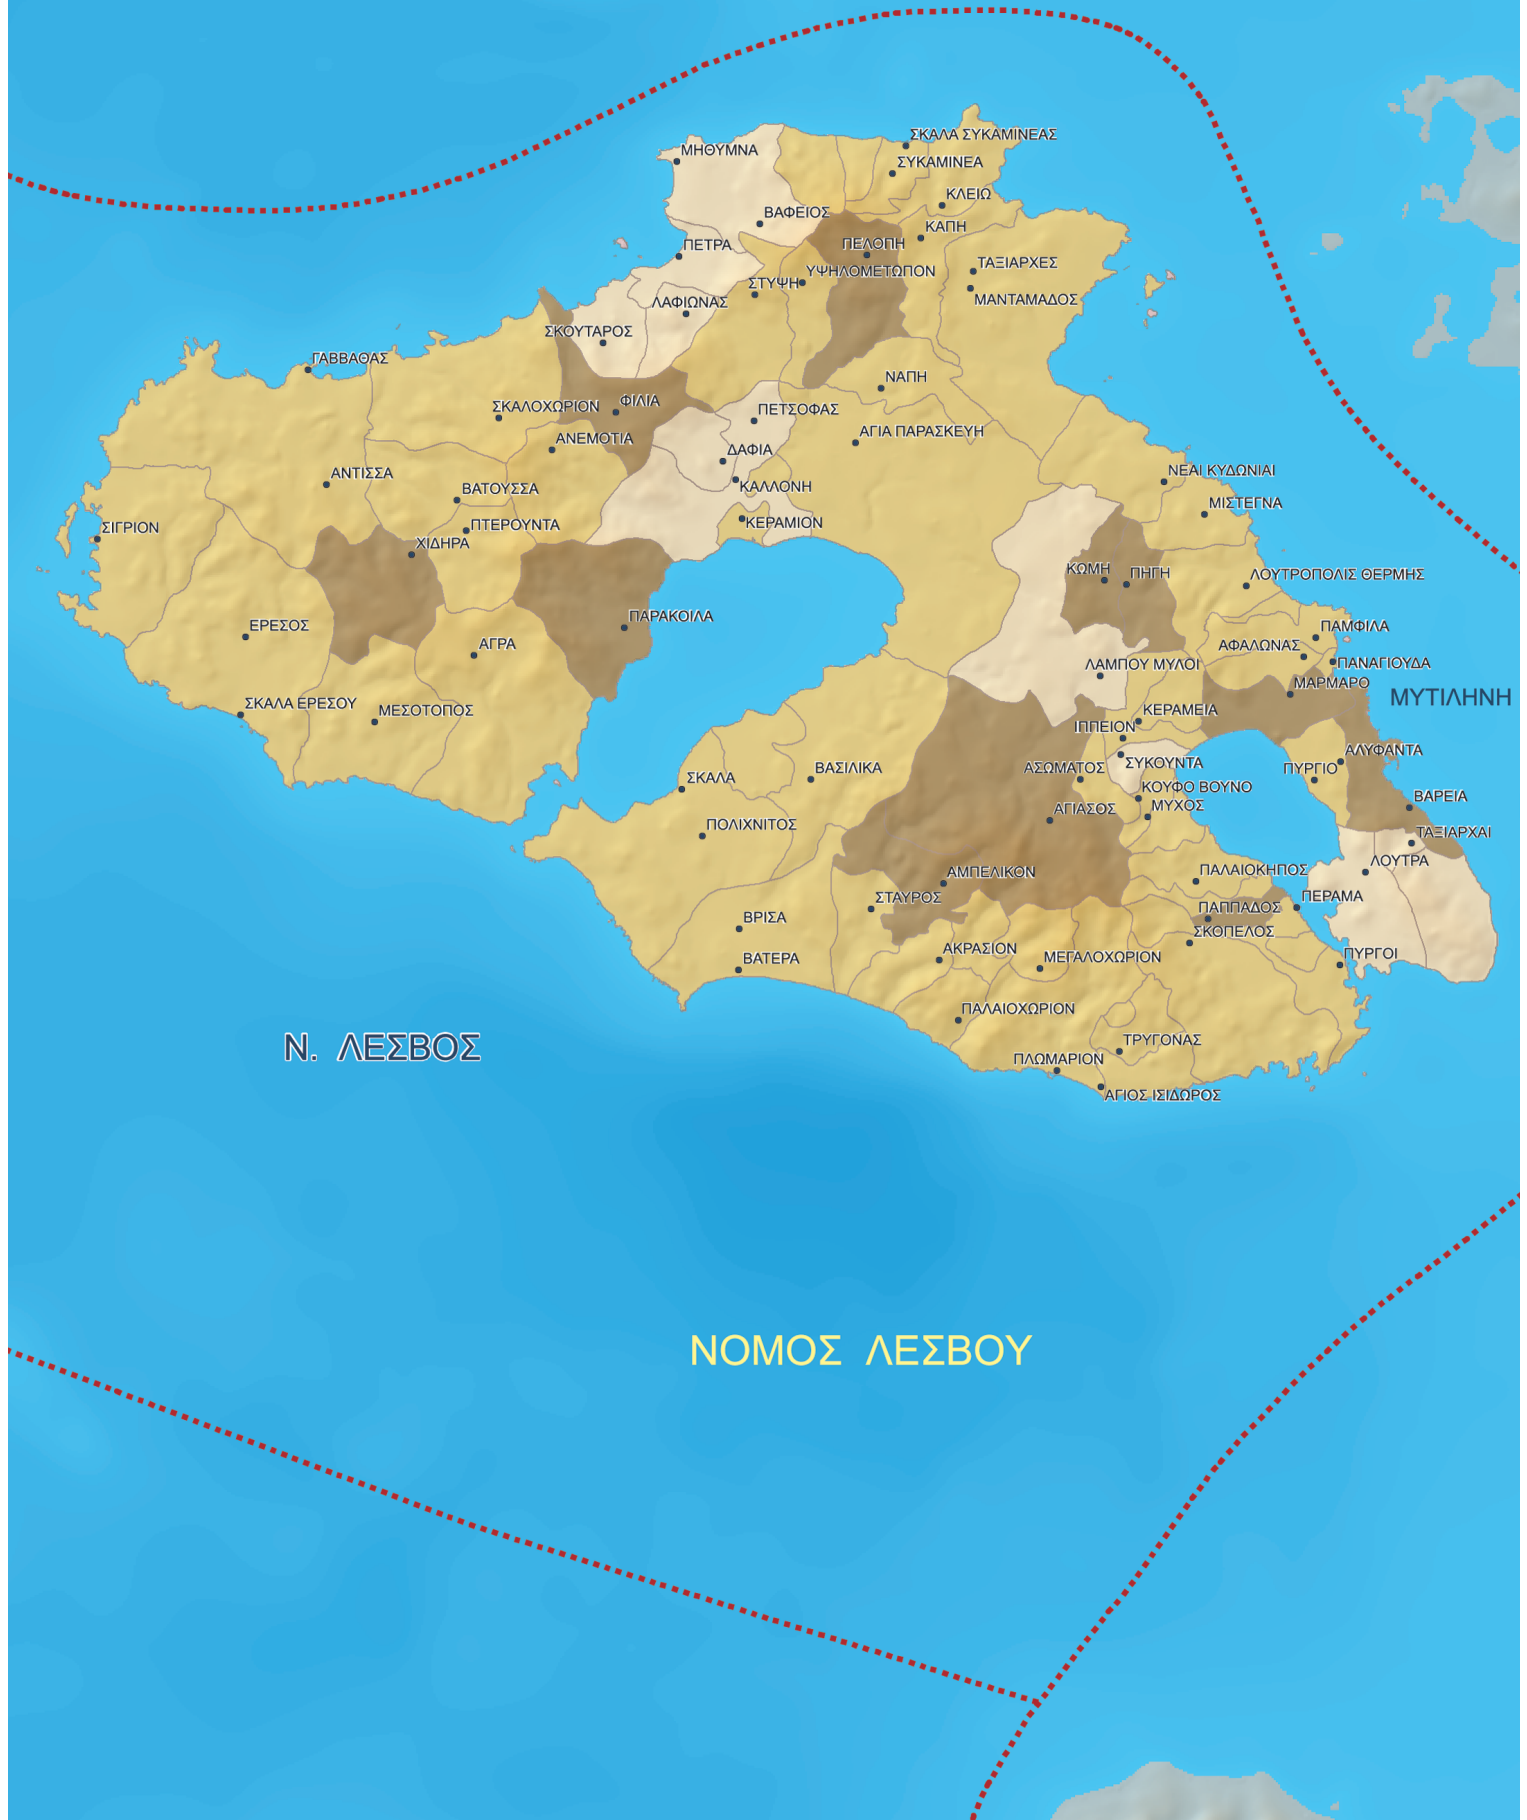 ΣΚΑΛΑ ΣΥΚΑΜΙΝΕΑΣ
ΜΗΘΥΜΝΑ
ΣΥΚΑΜΙΝΕΑ
ΚΛΕΙΩ
ΒΑΦΕΙΟΣ
ΚΑΠΗ
ΠΕΤΡΑ
ΠΕΛΟΠΗ
ΤΑΞΙΑΡΧΕΣ
ΥΨΗΛΟΜΕΤΩΠΟΝ
ΣΤΥΨΗ
ΜΑΝΤΑΜΑΔΟΣ
ΛΑΦΙΩΝΑΣ
ΣΚΟΥΤΑΡΟΣ
ΓΑΒΒΑΘΑΣ
ΝΑΠΗ
ΦΙΛΙΑ
ΣΚΑΛΟΧΩΡΙΟΝ
ΠΕΤΣΟΦΑΣ
ΑΓΙΑ ΠΑΡΑΣΚΕΥΗ
ΑΝΕΜΟΤΙΑ
ΔΑΦΙΑ
ΝΕΑΙ ΚΥΔΩΝΙΑΙ
ΑΝΤΙΣΣΑ
ΚΑΛΛΟΝΗ
ΒΑΤΟΥΣΣΑ
ΜΙΣΤΕΓΝΑ
ΚΕΡΑΜΙΟΝ
ΣΙΓΡΙΟΝ
ΠΤΕΡΟΥΝΤΑ
ΧΙΔΗΡΑ
ΚΩΜΗ
ΠΗΓΗ
ΛΟΥΤΡΟΠΟΛΙΣ ΘΕΡΜΗΣ
ΠΑΡΑΚΟΙΛΑ
ΕΡΕΣΟΣ
ΠΑΜΦΙΛΑ
ΑΓΡΑ
ΑΦΑΛΩΝΑΣ
ΛΑΜΠΟΥ ΜΥΛΟΙ
ΠΑΝΑΓΙΟΥΔΑ
ΜΑΡΜΑΡΟ
ΜΥΤΙΛΗΝΗ
ΣΚΑΛΑ ΕΡΕΣΟΥ
ΜΕΣΟΤΟΠΟΣ
ΚΕΡΑΜΕΙΑ
ΙΠΠΕΙΟΝ
ΑΛΥΦΑΝΤΑ
ΣΥΚΟΥΝΤΑ
ΒΑΣΙΛΙΚΑ
ΑΣΩΜΑΤΟΣ
ΠΥΡΓΙΟ
ΣΚΑΛΑ
ΚΟΥΦΟ ΒΟΥΝΟ
ΒΑΡΕΙΑ
ΜΥΧΟΣ
ΑΓΙΑΣΟΣ
ΠΟΛΙΧΝΙΤΟΣ
ΤΑΞΙΑΡΧΑΙ
ΛΟΥΤΡΑ
ΑΜΠΕΛΙΚΟΝ
ΠΑΛΑΙΟΚΗΠΟΣ
ΣΤΑΥΡΟΣ
ΠΕΡΑΜΑ
ΠΑΠΠΑΔΟΣ
ΒΡΙΣΑ
ΣΚΟΠΕΛΟΣ
ΑΚΡΑΣΙΟΝ
ΠΥΡΓΟΙ
ΒΑΤΕΡΑ
ΜΕΓΑΛΟΧΩΡΙΟΝ
ΠΑΛΑΙΟΧΩΡΙΟΝ
ΤΡΥΓΟΝΑΣ
Ν. ΛΕΣΒΟΣ
ΠΛΩΜΑΡΙΟΝ
ΑΓΙΟΣ ΙΣΙΔΩΡΟΣ
ΝΟΜΟΣ ΛΕΣΒΟΥ